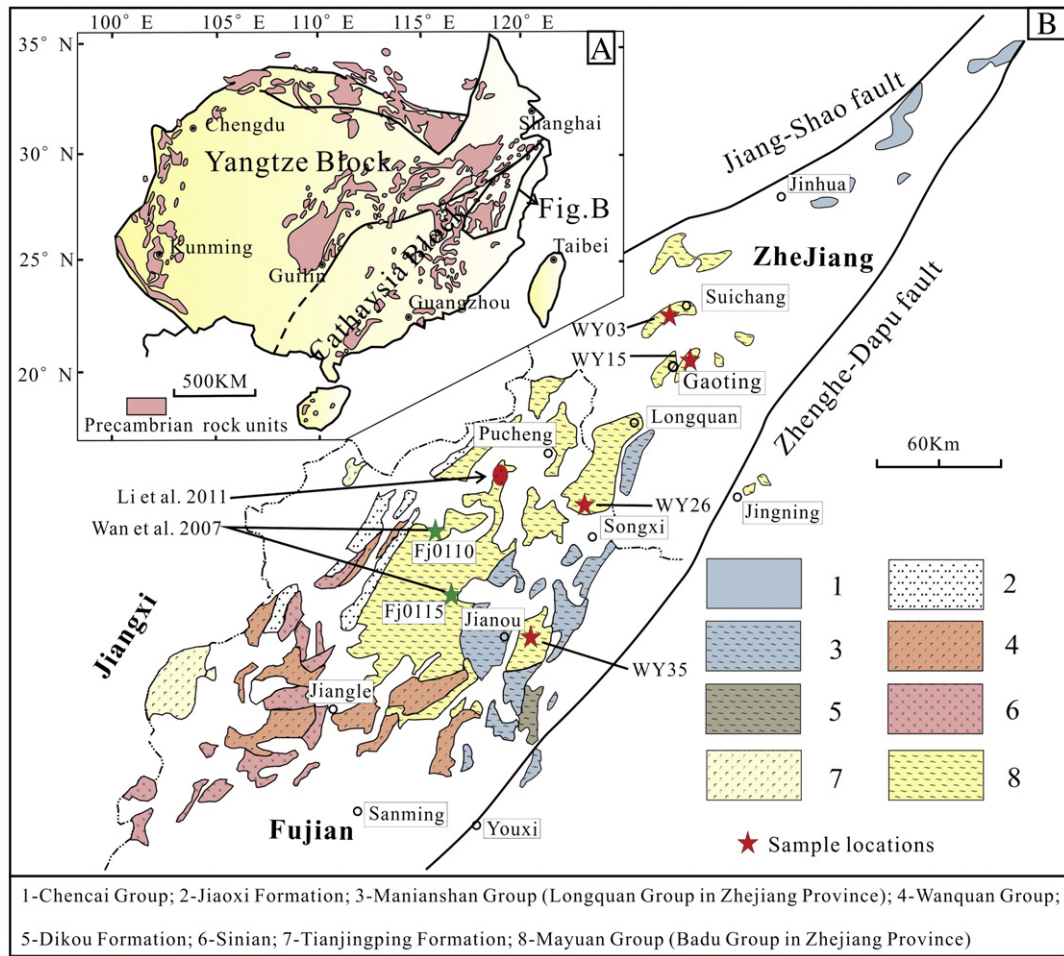 100° E
105° E
110° E
115° E
120° E
35° N
30° N
25° N
20° N
A
B
Chengdu
Shanghai
Yangtze Block
Kunming
Guilin
Cathaysia Block
Guangzhou
Taibei
Fig.B
500KM
Precambrian rock units
Jiang-Shao fault
Jinhua
ZheJiang
Zhenghe-Dapu fault
Suichang
WY03
WY15
Gaoting
Longquan
Pucheng
60Km
Li et al. 2011
WY26
Jingning
Songxi
Wan et al. 2007
Fj0110
Fj0115
Jianou
WY35
Jiangxi
Jiangle
Sanming
Fujian
Youxi
1
2
3
4
5
6
7
8
Sample locations
1-Chencai Group; 2-Jiaoxi Formation; 3-Manianshan Group (Longquan Group in Zhejiang Province); 4-Wanquan Group;
5-Dikou Formation; 6-Sinian; 7-Tianjingping Formation; 8-Mayuan Group (Badu Group in Zhejiang Province)